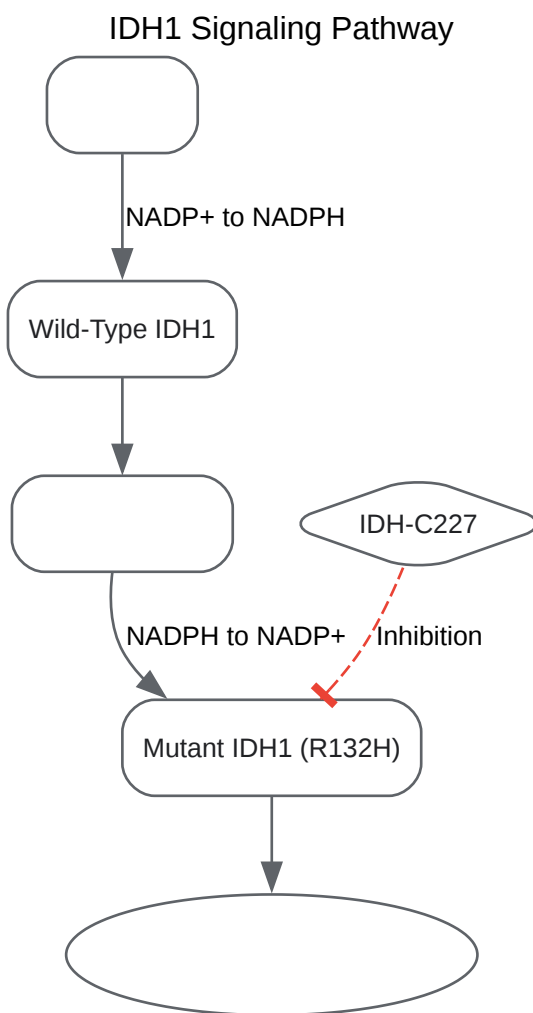 IDH1 Signaling Pathway
NADP+ to NADPH
Wild-Type IDH1
IDH-C227
NADPH to NADP+
Inhibition
Mutant IDH1 (R132H)